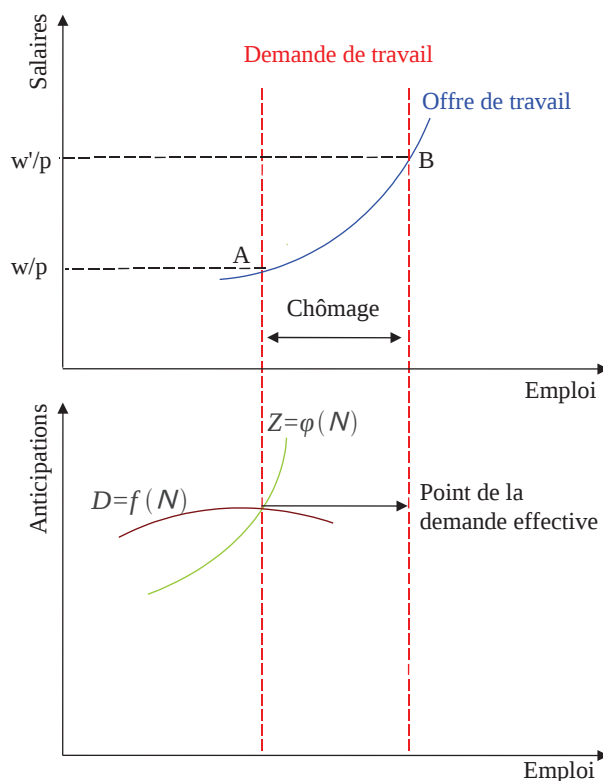 Salaires
Demande de travail
Offre de travail
w'/p
B
A
w/p
Chômage
Emploi
Anticipations
Z=φ(N)
D=f(N)
Point de la
demande effective
Emploi